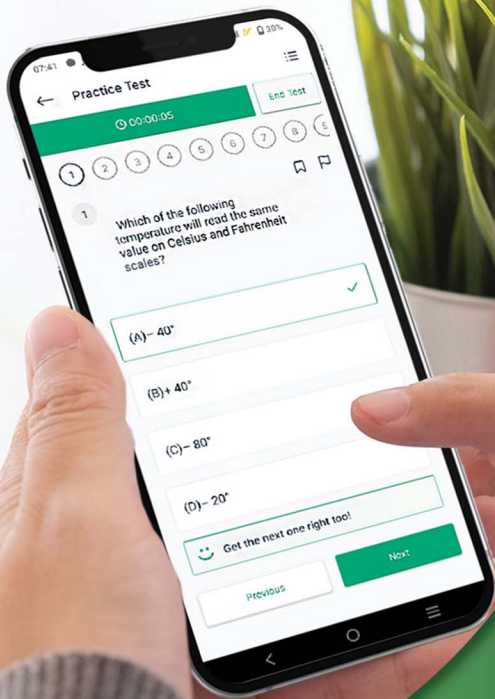 07:41
30%
Practice Test
00:00:05
End Test
1 2 3 4 5 6 7 8
1
Which of the following
temperature will read the same
value on Celsius and Fahrenheit
scales?
(A)− 40°
(B)+ 40°
(C)− 80°
(D)− 20°
Get the next one right too!
Previous
Next